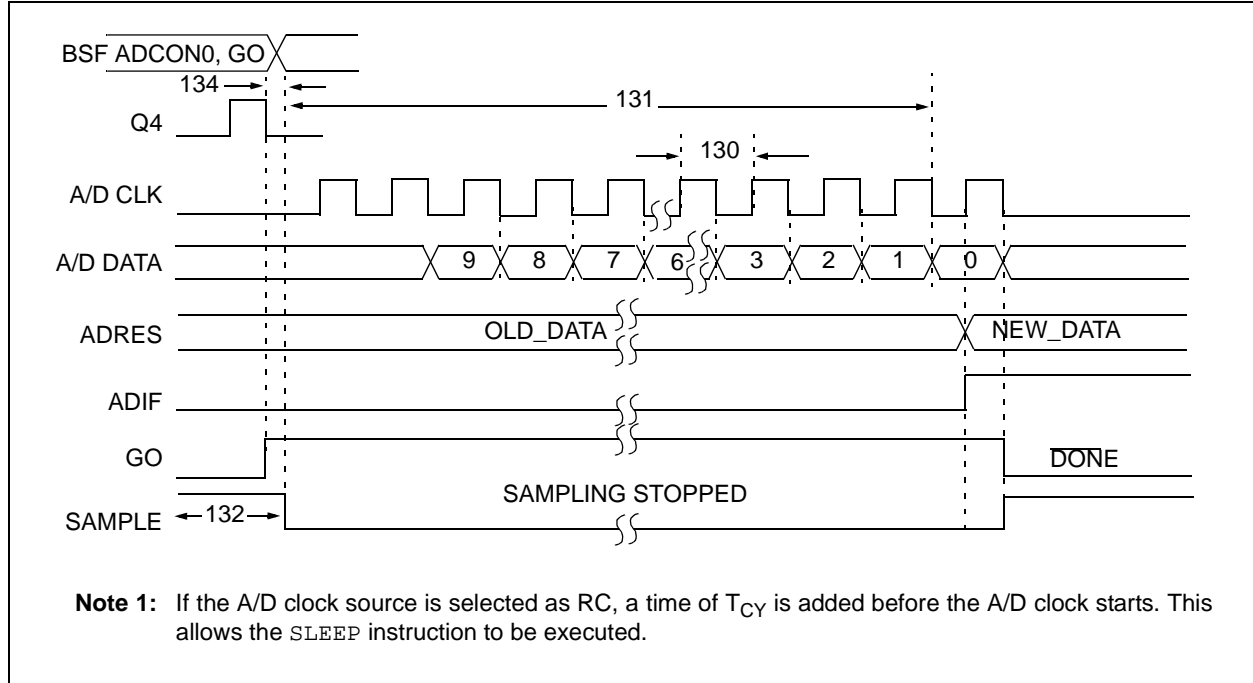 BSF ADCON0, GO
134
131
Q4
130
A/D CLK
A/D DATA 9 8 7 6 3 2 1 0
ADRES OLD_DATA NEW_DATA
ADIF
GO DONE
SAMPLING STOPPED
SAMPLE 132
Note 1: If the A/D clock source is selected as RC, a time of TCY is added before the A/D clock starts. This
allows the SLEEP instruction to be executed.